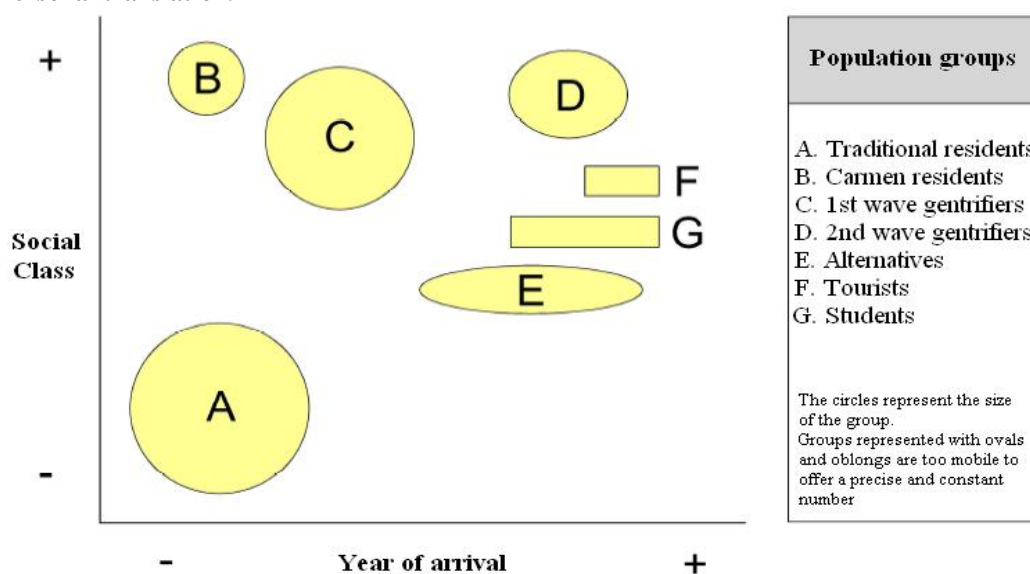 +
B
C
D
F
G
E
A
Social
Class
-
-
Year of arrival
+
Population groups
A. Traditional residents
B. Carmen residents
C. 1st wave gentrifiers
D. 2nd wave gentrifiers
E. Alternatives
F. Tourists
G. Students
The circles represent the size
of the group.
Groups represented with ovals
and oblongs are too mobile to
offer a precise and constant
number